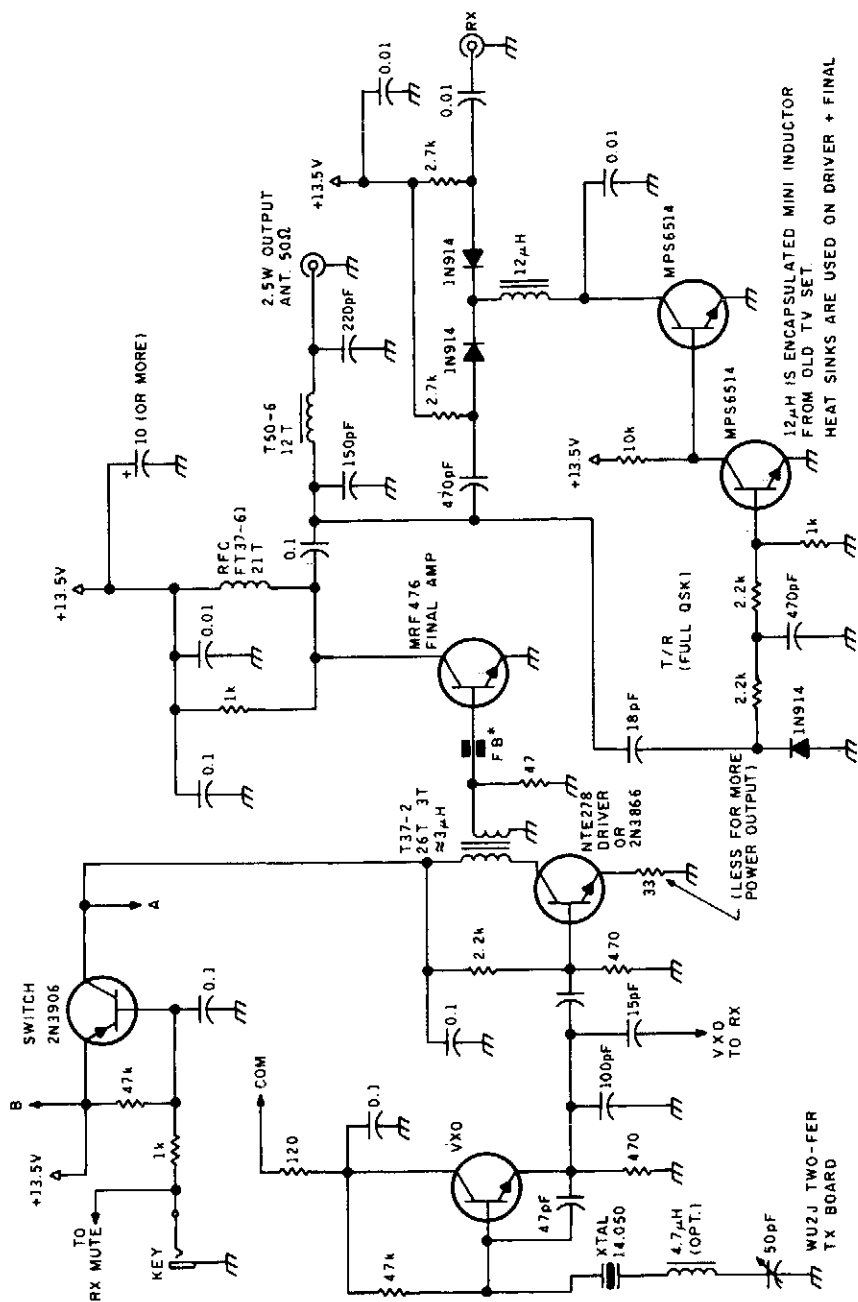 +13.5V
10 (OR MORE)
+
+13.5V
0.01
RX
0.01
2.7k
2.5W OUTPUT
ANT. 50Ω
220pF
T50-6
12 T
150pF
RFC
FT37-61
21 T
0.1
0.01
1k
0.1
MRF476
FINAL AMP
FB*
47
2.7k
1N914
1N914
12µH
0.01
470pF
MPS6514
+13.5V
10k
MPS6514
12µH IS ENCAPSULATED MINI INDUCTOR
FROM OLD TV SET.
HEAT SINKS ARE USED ON DRIVER + FINAL
1k
2.2k
470pF
2.2k
T/R
(FULL QSK)
18pF
1N914
SWITCH
2N3906
A
B
+13.5V
47k
0.1
1k
TO
RX MUTE
KEY
T37-2
26T 3T
≈3µH
NTE278
DRIVER
OR
2N3866
33
(LESS FOR MORE
POWER OUTPUT)
2.2k
470
0.1
15pF
VXO
TO RX
COM
120
0.1
VXO
100pF
470
47pF
47k
XTAL
14.050
4.7µH
(OPT.)
50pF
WU2J TWO-FER
TX BOARD